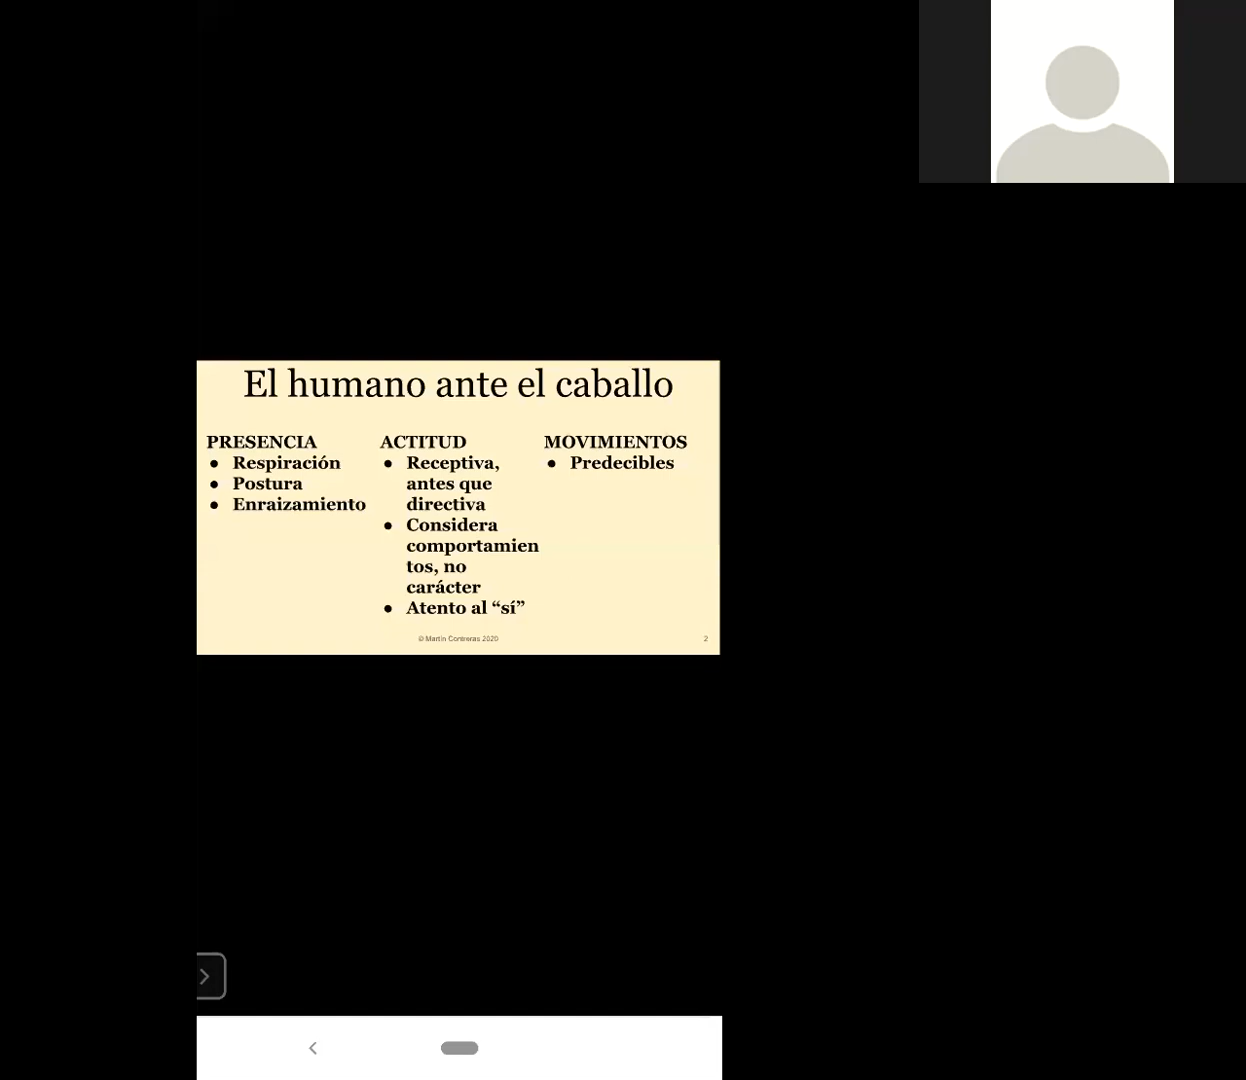 El humano ante el caballo
PRESENCIA
● Respiración
● Postura
● Enraizamiento
ACTITUD
● Receptiva,
antes que
directiva
● Considera
comportamien
tos, no
carácter
● Atento al “sí”
MOVIMIENTOS
● Predecibles
© Martín Contreras 2020
2